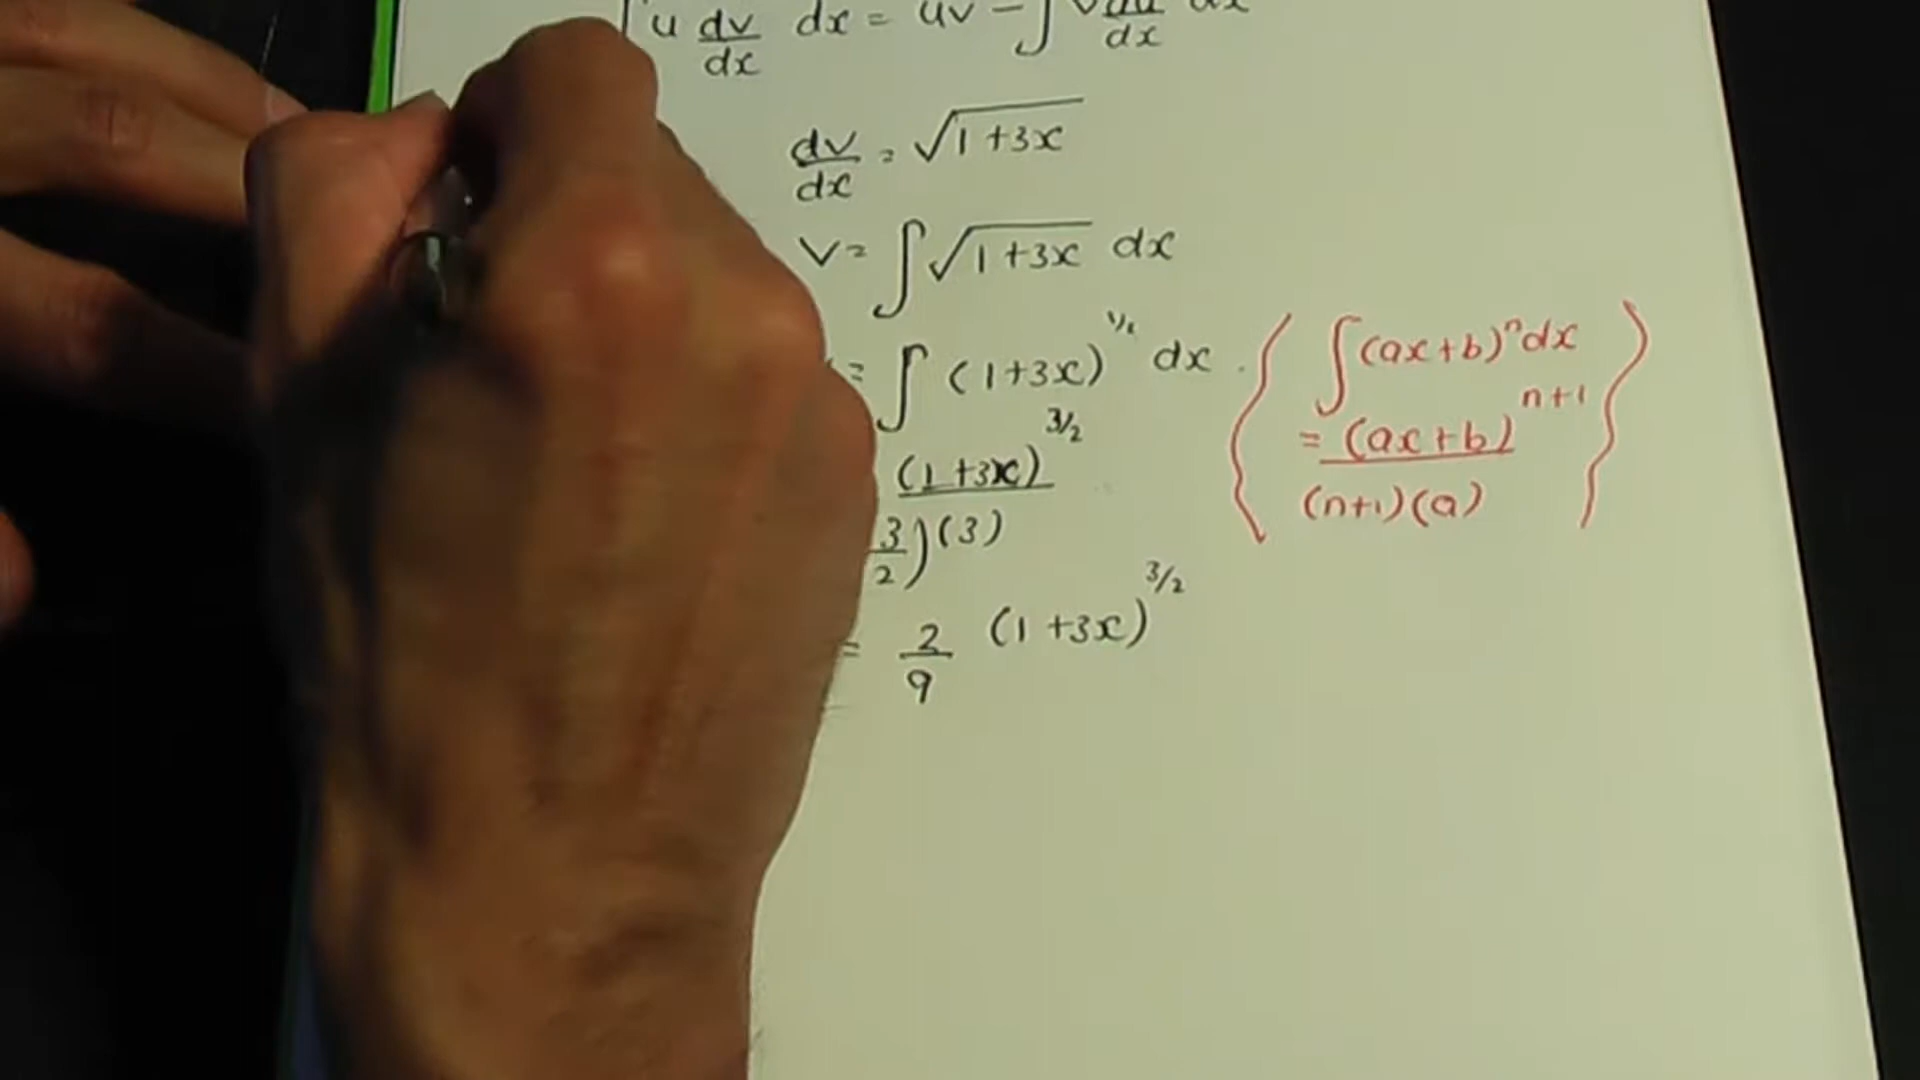 u dv/dx dx = uv - ∫ v du/dx dx
dv/dx = √1+3x
v = ∫ √1+3x dx
= ∫ (1+3x)^1/2 dx
(1+3x)^3/2
3/2)(3)
= 2/9 (1+3x)^3/2
∫(ax+b)^n dx
= (ax+b)^n+1
(n+1)(a)